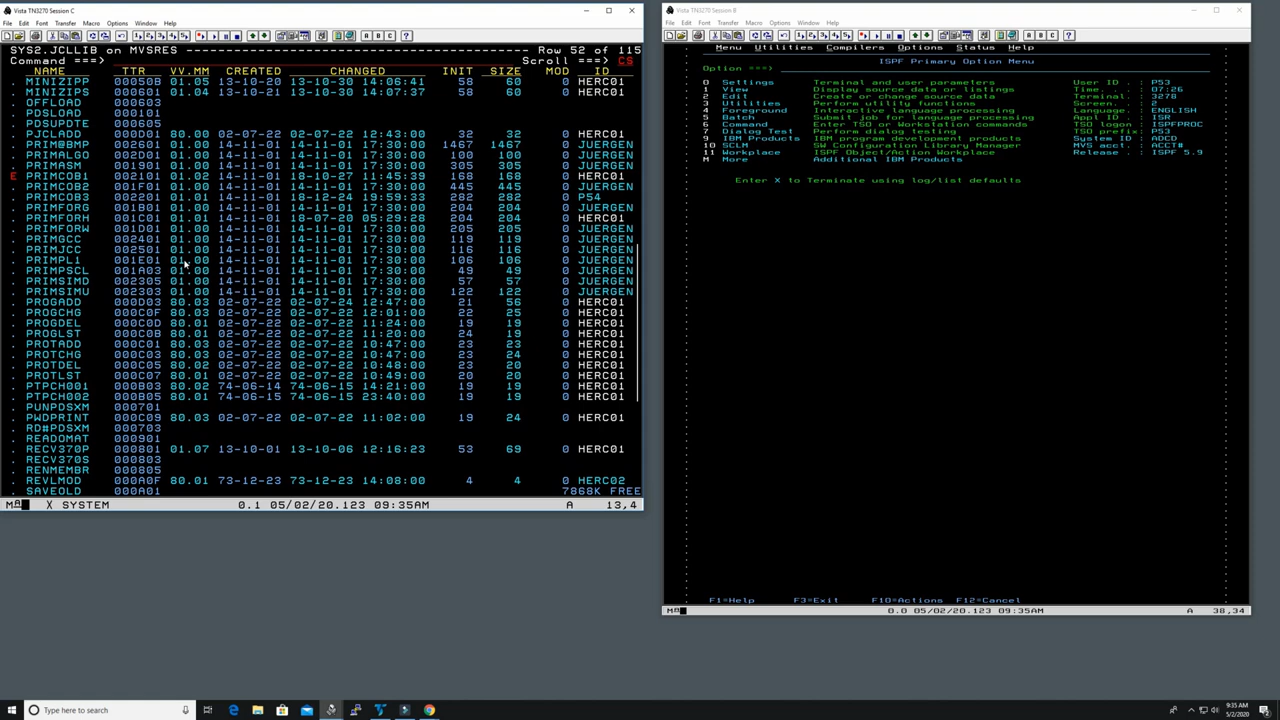 Vista TN3270 Session C
File Edit Font Transfer Macro Options Window Help
SYS2.JCLLIB on MVSRES ------------------------------------------- Row 52 of 115
Command ===> Scroll ===> CS
NAME TTR VV.MM CREATED CHANGED INIT SIZE MOD ID
. MINIZIPP 00050B 01.05 13-10-20 13-10-30 14:06:41 58 60 0 HERC01
. MINIZIPS 000601 01.04 13-10-21 13-10-30 14:07:37 58 60 0 HERC01
. OFFLOAD 000603
. PDSLOAD 000101
. PDSUPDTE 000605
. PJCLADD 000D01 80.00 02-07-22 02-07-22 12:43:00 32 32 0 HERC01
. PRIM@BMP 002601 01.00 14-11-01 14-11-01 17:30:00 1467 1467 0 JUERGEN
. PRIMALGO 002D01 01.00 14-11-01 14-11-01 17:30:00 100 100 0 JUERGEN
. PRIMASM 001901 01.00 14-11-01 14-11-01 17:30:00 305 305 0 JUERGEN
E PRIMCOB1 002101 01.02 14-11-01 18-10-27 11:45:39 168 168 0 HERC01
. PRIMCOB2 001F01 01.00 14-11-01 14-11-01 17:30:00 445 445 0 JUERGEN
. PRIMCOB3 002201 01.01 14-11-01 18-12-24 19:59:33 282 282 0 P54
. PRIMFORG 001B01 01.00 14-11-01 14-11-01 17:30:00 204 204 0 JUERGEN
. PRIMFORH 001C01 01.01 14-11-01 18-07-20 05:29:28 204 204 0 HERC01
. PRIMFORW 001D01 01.00 14-11-01 14-11-01 17:30:00 205 205 0 JUERGEN
. PRIMGCC 002401 01.00 14-11-01 14-11-01 17:30:00 119 119 0 JUERGEN
. PRIMJCC 002501 01.00 14-11-01 14-11-01 17:30:00 116 116 0 JUERGEN
. PRIMPL1 001E01 01.00 14-11-01 14-11-01 17:30:00 106 106 0 JUERGEN
. PRIMPSCL 001A03 01.00 14-11-01 14-11-01 17:30:00 49 49 0 JUERGEN
. PRIMSIMD 002305 01.00 14-11-01 14-11-01 17:30:00 57 57 0 JUERGEN
. PRIMSIMU 002303 01.00 14-11-01 14-11-01 17:30:00 122 122 0 JUERGEN
. PROGADD 000D03 80.03 02-07-22 02-07-24 12:47:00 21 56 0 HERC01
. PROGCHG 000C0F 80.03 02-07-22 02-07-22 12:01:00 22 25 0 HERC01
. PROGDEL 000C0D 80.01 02-07-22 02-07-22 11:24:00 19 19 0 HERC01
. PROGLST 000C0B 80.01 02-07-22 02-07-22 11:20:00 24 19 0 HERC01
. PROTADD 000C01 80.03 02-07-22 02-07-22 10:47:00 23 23 0 HERC01
. PROTCHG 000C03 80.03 02-07-22 02-07-22 10:47:00 23 24 0 HERC01
. PROTDEL 000C05 80.02 02-07-22 02-07-22 10:48:00 23 20 0 HERC01
. PROTLST 000C07 80.01 02-07-22 02-07-22 10:49:00 20 20 0 HERC01
. PTPCH001 000B03 80.02 74-06-14 74-06-15 14:21:00 19 19 0 HERC01
. PTPCH002 000B05 80.01 74-06-15 74-06-15 23:40:00 19 19 0 HERC01
. PUNPDSXM 000701
. PWDPRINT 000C09 80.03 02-07-22 02-07-22 11:02:00 19 24 0 HERC01
. RD#PDSXM 000703
. READOMAT 000901
. RECV370P 000801 01.07 13-10-01 13-10-06 12:16:23 53 69 0 HERC01
. RECV370S 000803
. RENMEMBR 000805
. REVLMOD 000A0F 80.01 73-12-23 73-12-23 14:08:00 4 4 0 HERC02
. SAVEOLD 000A01 7868K FREE
X SYSTEM 0.1 05/02/20.123 09:35AM A 13,4
Vista TN3270 Session B
File Edit Font Transfer Macro Options Window Help
Menu Utilities Compilers Options Status Help
ISPF Primary Option Menu
Option ===>
0 Settings Terminal and user parameters User ID . : P53
1 View Display source data or listings Time. . . : 07:26
2 Edit Create or change source data Terminal. : 3278
3 Utilities Perform utility functions Screen. . : 2
4 Foreground Interactive language processing Language. : ENGLISH
5 Batch Submit job for language processing Appl ID . : ISR
6 Command Enter TSO or Workstation commands TSO logon : ISPFPROC
7 Dialog Test Perform dialog testing TSO prefix: P53
9 IBM Products IBM program development products System ID : ADCD
10 SCLM SW Configuration Library Manager MVS acct. : ACCT#
11 Workplace ISPF Object/Action Workplace Release . : ISPF 5.9
M More Additional IBM Products
Enter X to Terminate using log/list defaults
F1=Help F3=Exit F10=Actions F12=Cancel
0.0 05/02/20.123 09:35AM A 38,34
Type here to search
9:35 AM
5/2/2020